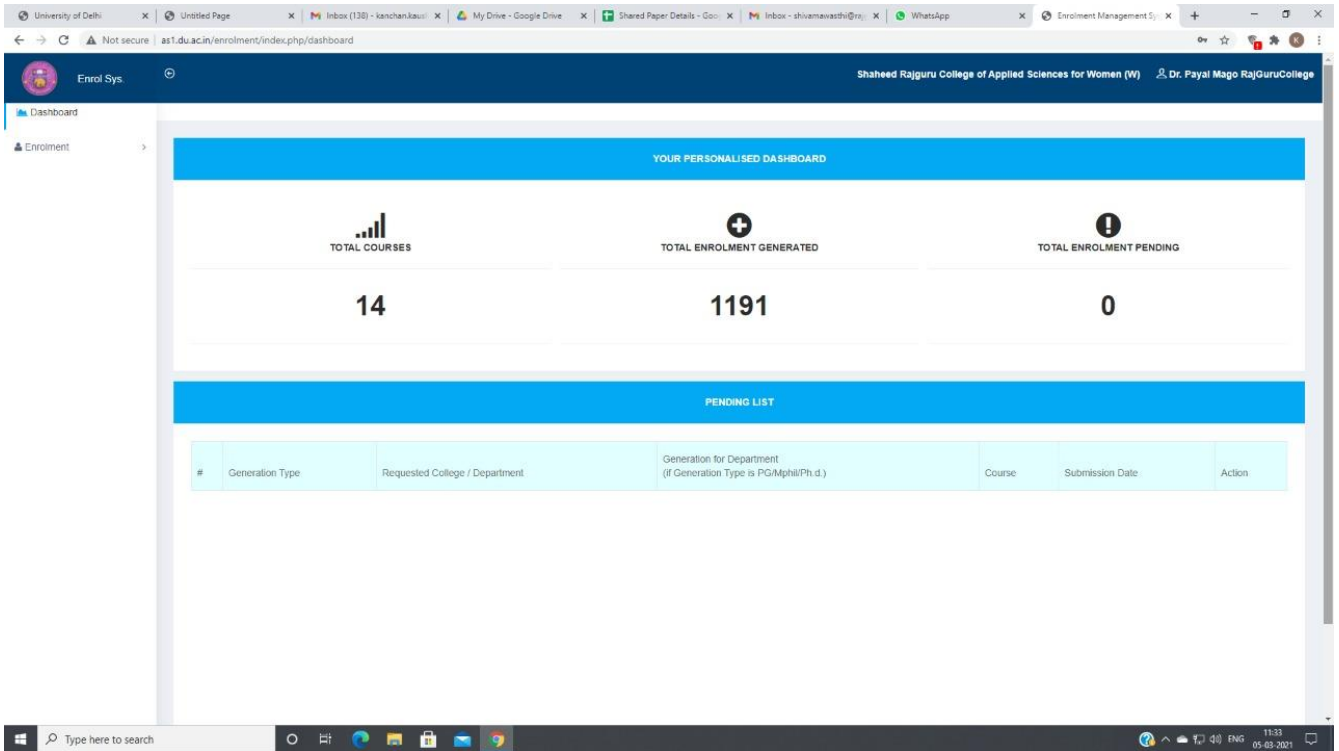 University of Delhi
Untitled Page
Inbox (138) - kanchan.kaus
My Drive - Google Drive
Shared Paper Details - Goo
Inbox - shivamawasthi@raj
WhatsApp
Enrolment Management Sy
Not secure | as1.du.ac.in/enrolment/index.php/dashboard
K
Enrol Sys.
Shaheed Rajguru College of Applied Sciences for Women (W)
Dr. Payal Mago RajGuruCollege
Dashboard
Enrolment
YOUR PERSONALISED DASHBOARD
TOTAL COURSES
TOTAL ENROLMENT GENERATED
TOTAL ENROLMENT PENDING
14
1191
0
PENDING LIST
# Generation Type Requested College / Department Generation for Department
(if Generation Type is PG/Mphil/Ph.d.) Course Submission Date Action
Type here to search
ENG
11:33
05-03-2021